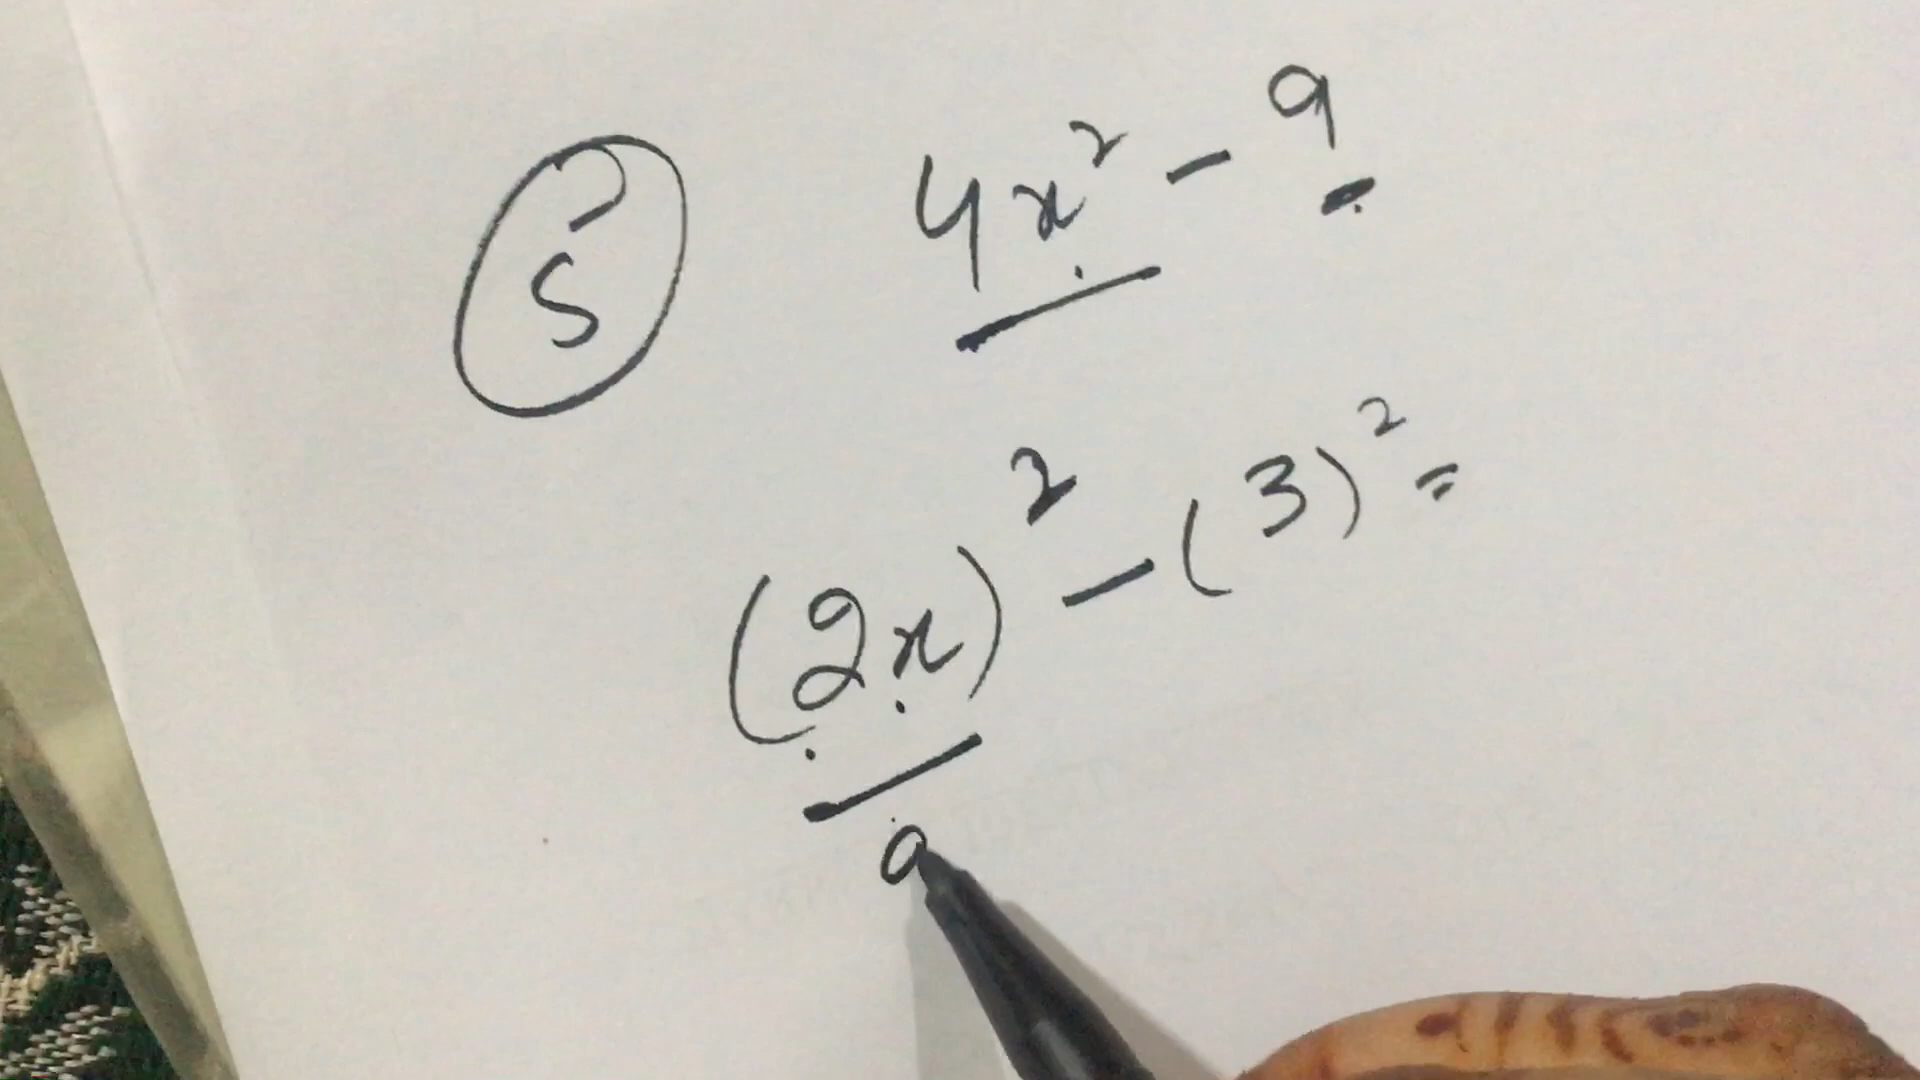 5 4x² - 9
(2x)² - (3)² =
a